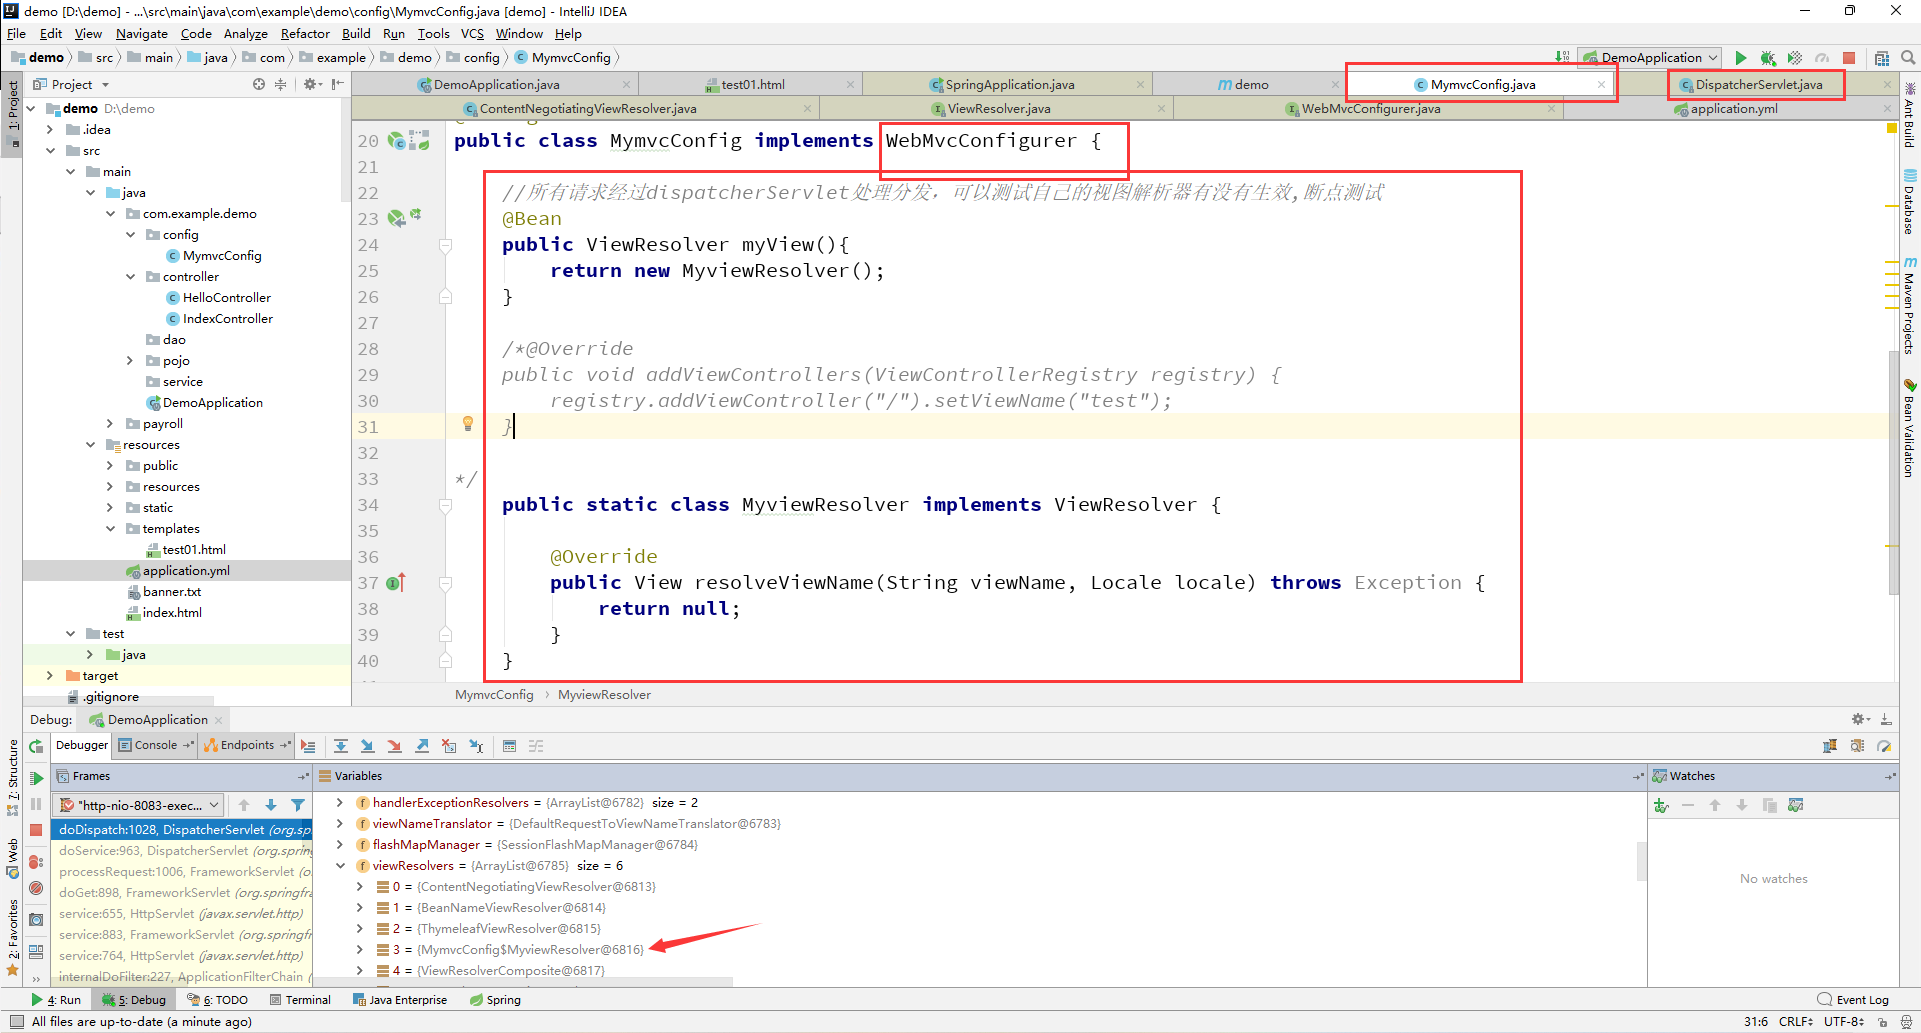 demo [D:\demo] - ...\src\main\java\com\example\demo\config\MymvcConfig.java [demo] - IntelliJ IDEA
File Edit View Navigate Code Analyze Refactor Build Run Tools VCS Window Help
demo src main java com example demo config MymvcConfig
DemoApplication
Project
DemoApplication.java test01.html SpringApplication.java demo MymvcConfig.java DispatcherServlet.java
ContentNegotiatingViewResolver.java ViewResolver.java WebMvcConfigurer.java application.yml
1: Project
demo D:\demo
.idea
src
main
java
com.example.demo
config
MymvcConfig
controller
HelloController
IndexController
dao
pojo
service
DemoApplication
payroll
resources
public
resources
static
templates
test01.html
application.yml
banner.txt
index.html
test
java
target
.gitignore
20 public class MymvcConfig implements WebMvcConfigurer {
21
22 //所有请求经过dispatcherServlet处理分发，可以测试自己的视图解析器有没有生效,断点测试
23 @Bean
24 public ViewResolver myView(){
25 return new MyviewResolver();
26 }
27
28 /*@Override
29 public void addViewControllers(ViewControllerRegistry registry) {
30 registry.addViewController("/").setViewName("test");
31 }
32
33 */
34 public static class MyviewResolver implements ViewResolver {
35
36 @Override
37 public View resolveViewName(String viewName, Locale locale) throws Exception {
38 return null;
39 }
40 }
MymvcConfig › MyviewResolver
Ant Build
Database
Maven Projects
Bean Validation
Debug: DemoApplication
Debugger Console Endpoints
7: Structure
Web
2: Favorites
Frames
"http-nio-8083-exec...
doDispatch:1028, DispatcherServlet (org.sp
doService:963, DispatcherServlet (org.spring
processRequest:1006, FrameworkServlet (o
doGet:898, FrameworkServlet (org.springfra
service:655, HttpServlet (javax.servlet.http)
service:883, FrameworkServlet (org.springf
service:764, HttpServlet (javax.servlet.http)
internalDoFilter:227, ApplicationFilterChain (
Variables
handlerExceptionResolvers = {ArrayList@6782} size = 2
viewNameTranslator = {DefaultRequestToViewNameTranslator@6783}
flashMapManager = {SessionFlashMapManager@6784}
viewResolvers = {ArrayList@6785} size = 6
0 = {ContentNegotiatingViewResolver@6813}
1 = {BeanNameViewResolver@6814}
2 = {ThymeleafViewResolver@6815}
3 = {MymvcConfig$MyviewResolver@6816}
4 = {ViewResolverComposite@6817}
Watches
No watches
4: Run 5: Debug 6: TODO Terminal Java Enterprise Spring Event Log
All files are up-to-date (a minute ago) 31:6 CRLF UTF-8